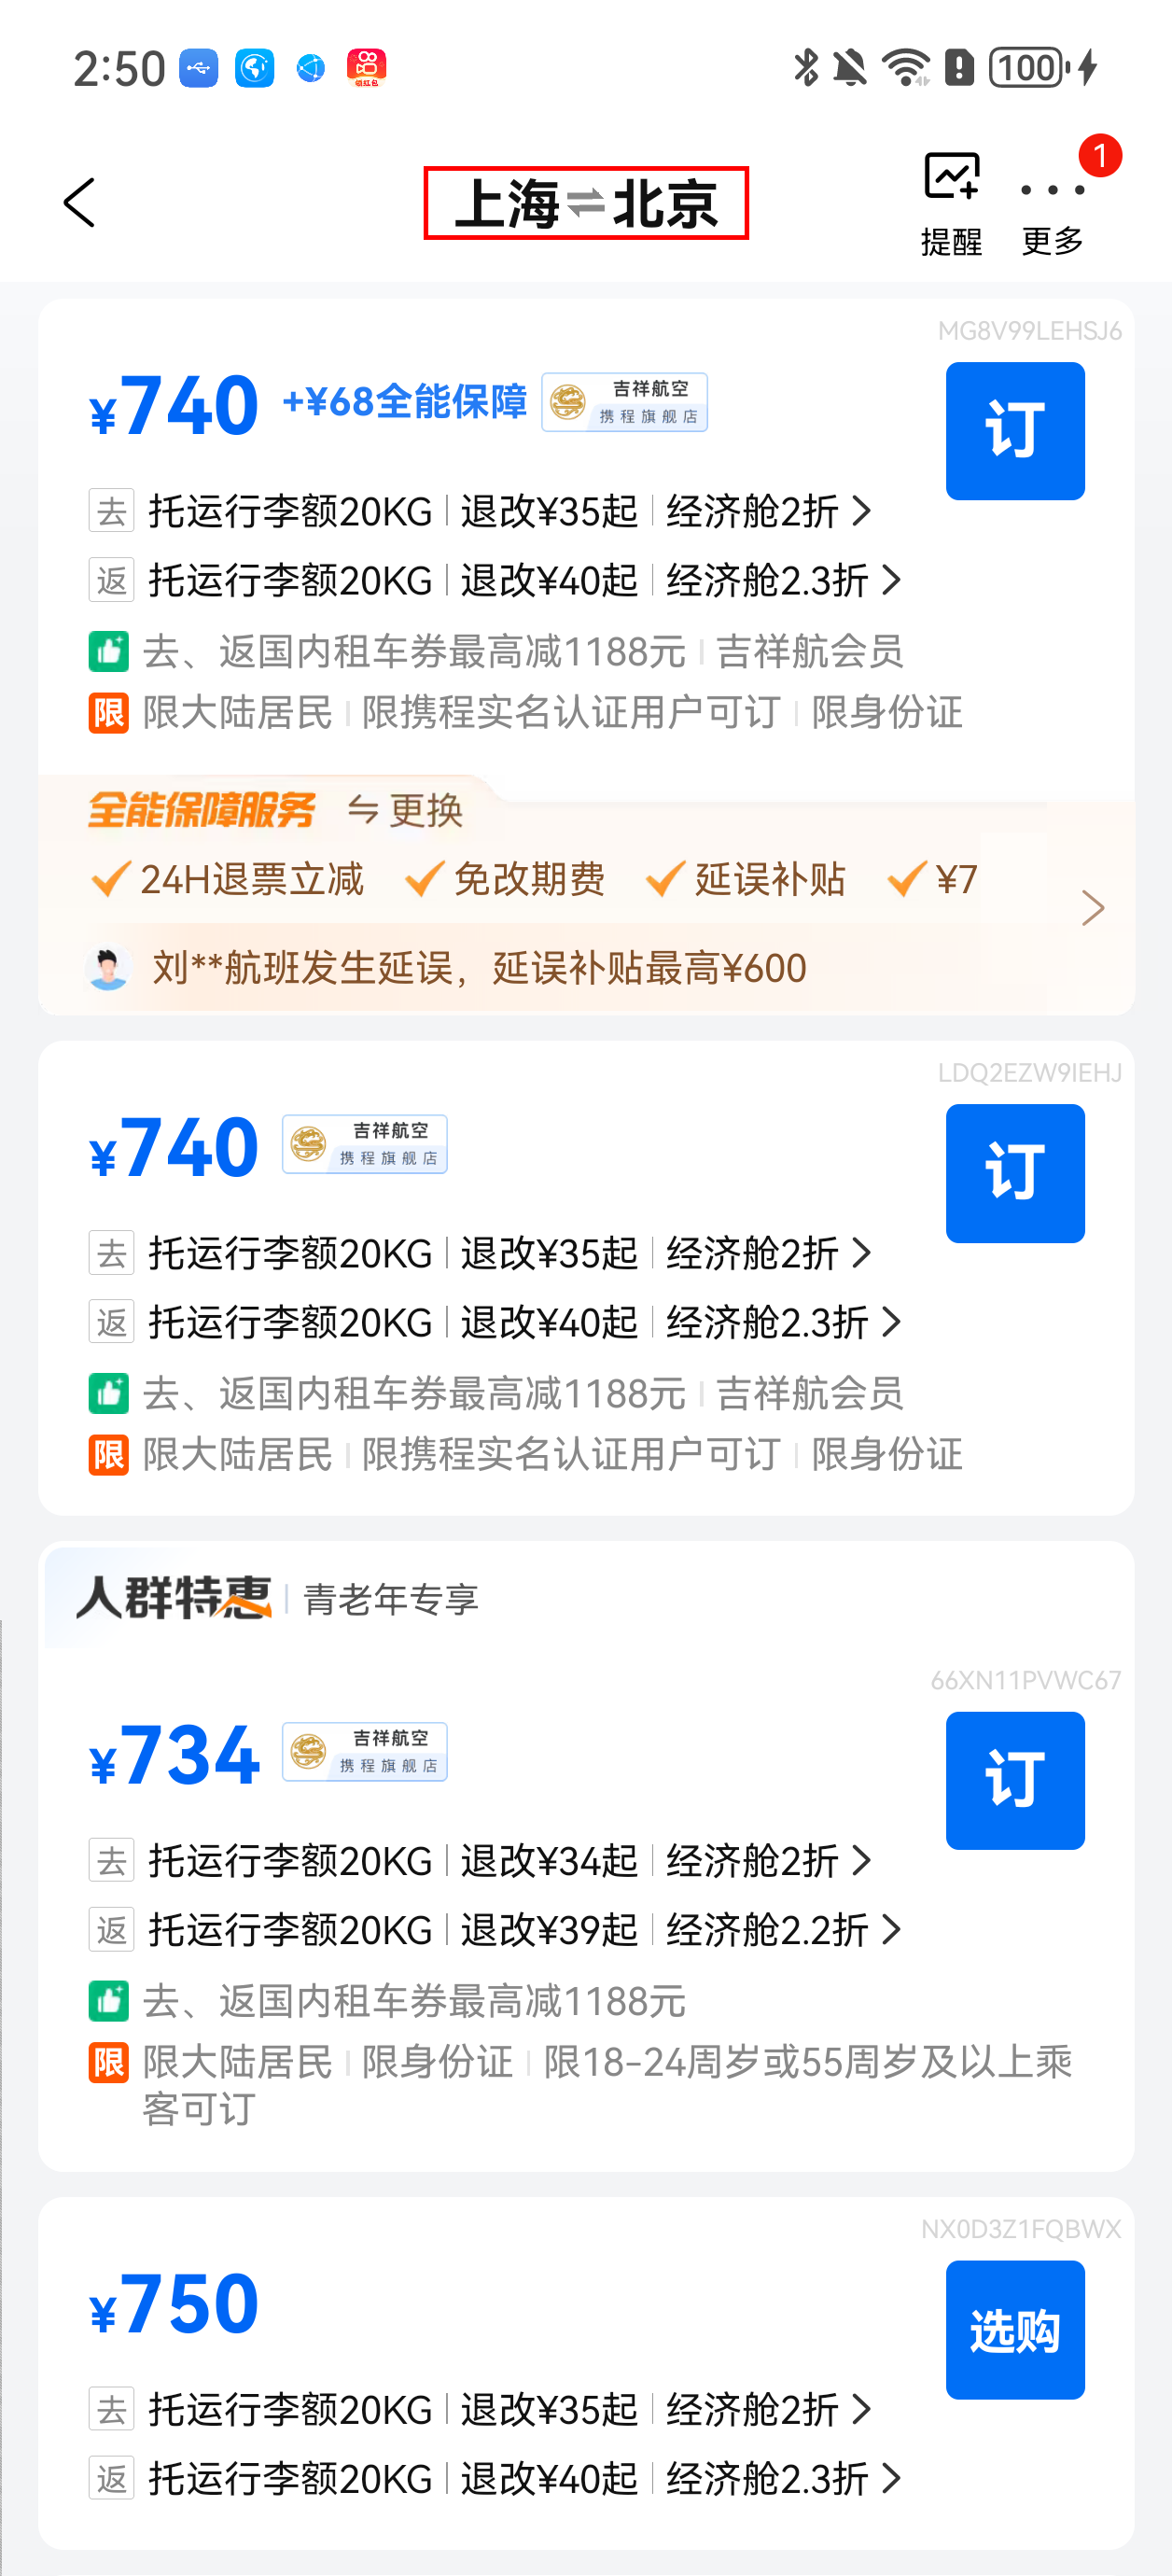 2:50
领红包
100
上海⇌北京
提醒
更多
1
MG8V99LEHSJ6
¥740 +¥68全能保障 吉祥航空 携程旗舰店
订
去 托运行李额20KG | 退改¥35起 | 经济舱2折 >
返 托运行李额20KG | 退改¥40起 | 经济舱2.3折 >
去、返国内租车券最高减1188元 | 吉祥航会员
限 限大陆居民 | 限携程实名认证用户可订 | 限身份证
全能保障服务 ⇋更换
24H退票立减 免改期费 延误补贴 ¥7 >
刘**航班发生延误，延误补贴最高¥600
LDQ2EZW9IEHJ
¥740 吉祥航空 携程旗舰店
订
去 托运行李额20KG | 退改¥35起 | 经济舱2折 >
返 托运行李额20KG | 退改¥40起 | 经济舱2.3折 >
去、返国内租车券最高减1188元 | 吉祥航会员
限 限大陆居民 | 限携程实名认证用户可订 | 限身份证
人群特惠 | 青老年专享
66XN11PVWC67
¥734 吉祥航空 携程旗舰店
订
去 托运行李额20KG | 退改¥34起 | 经济舱2折 >
返 托运行李额20KG | 退改¥39起 | 经济舱2.2折 >
去、返国内租车券最高减1188元
限 限大陆居民 | 限身份证 | 限18-24周岁或55周岁及以上乘
客可订
NX0D3Z1FQBWX
¥750
选购
去 托运行李额20KG | 退改¥35起 | 经济舱2折 >
返 托运行李额20KG | 退改¥40起 | 经济舱2.3折 >